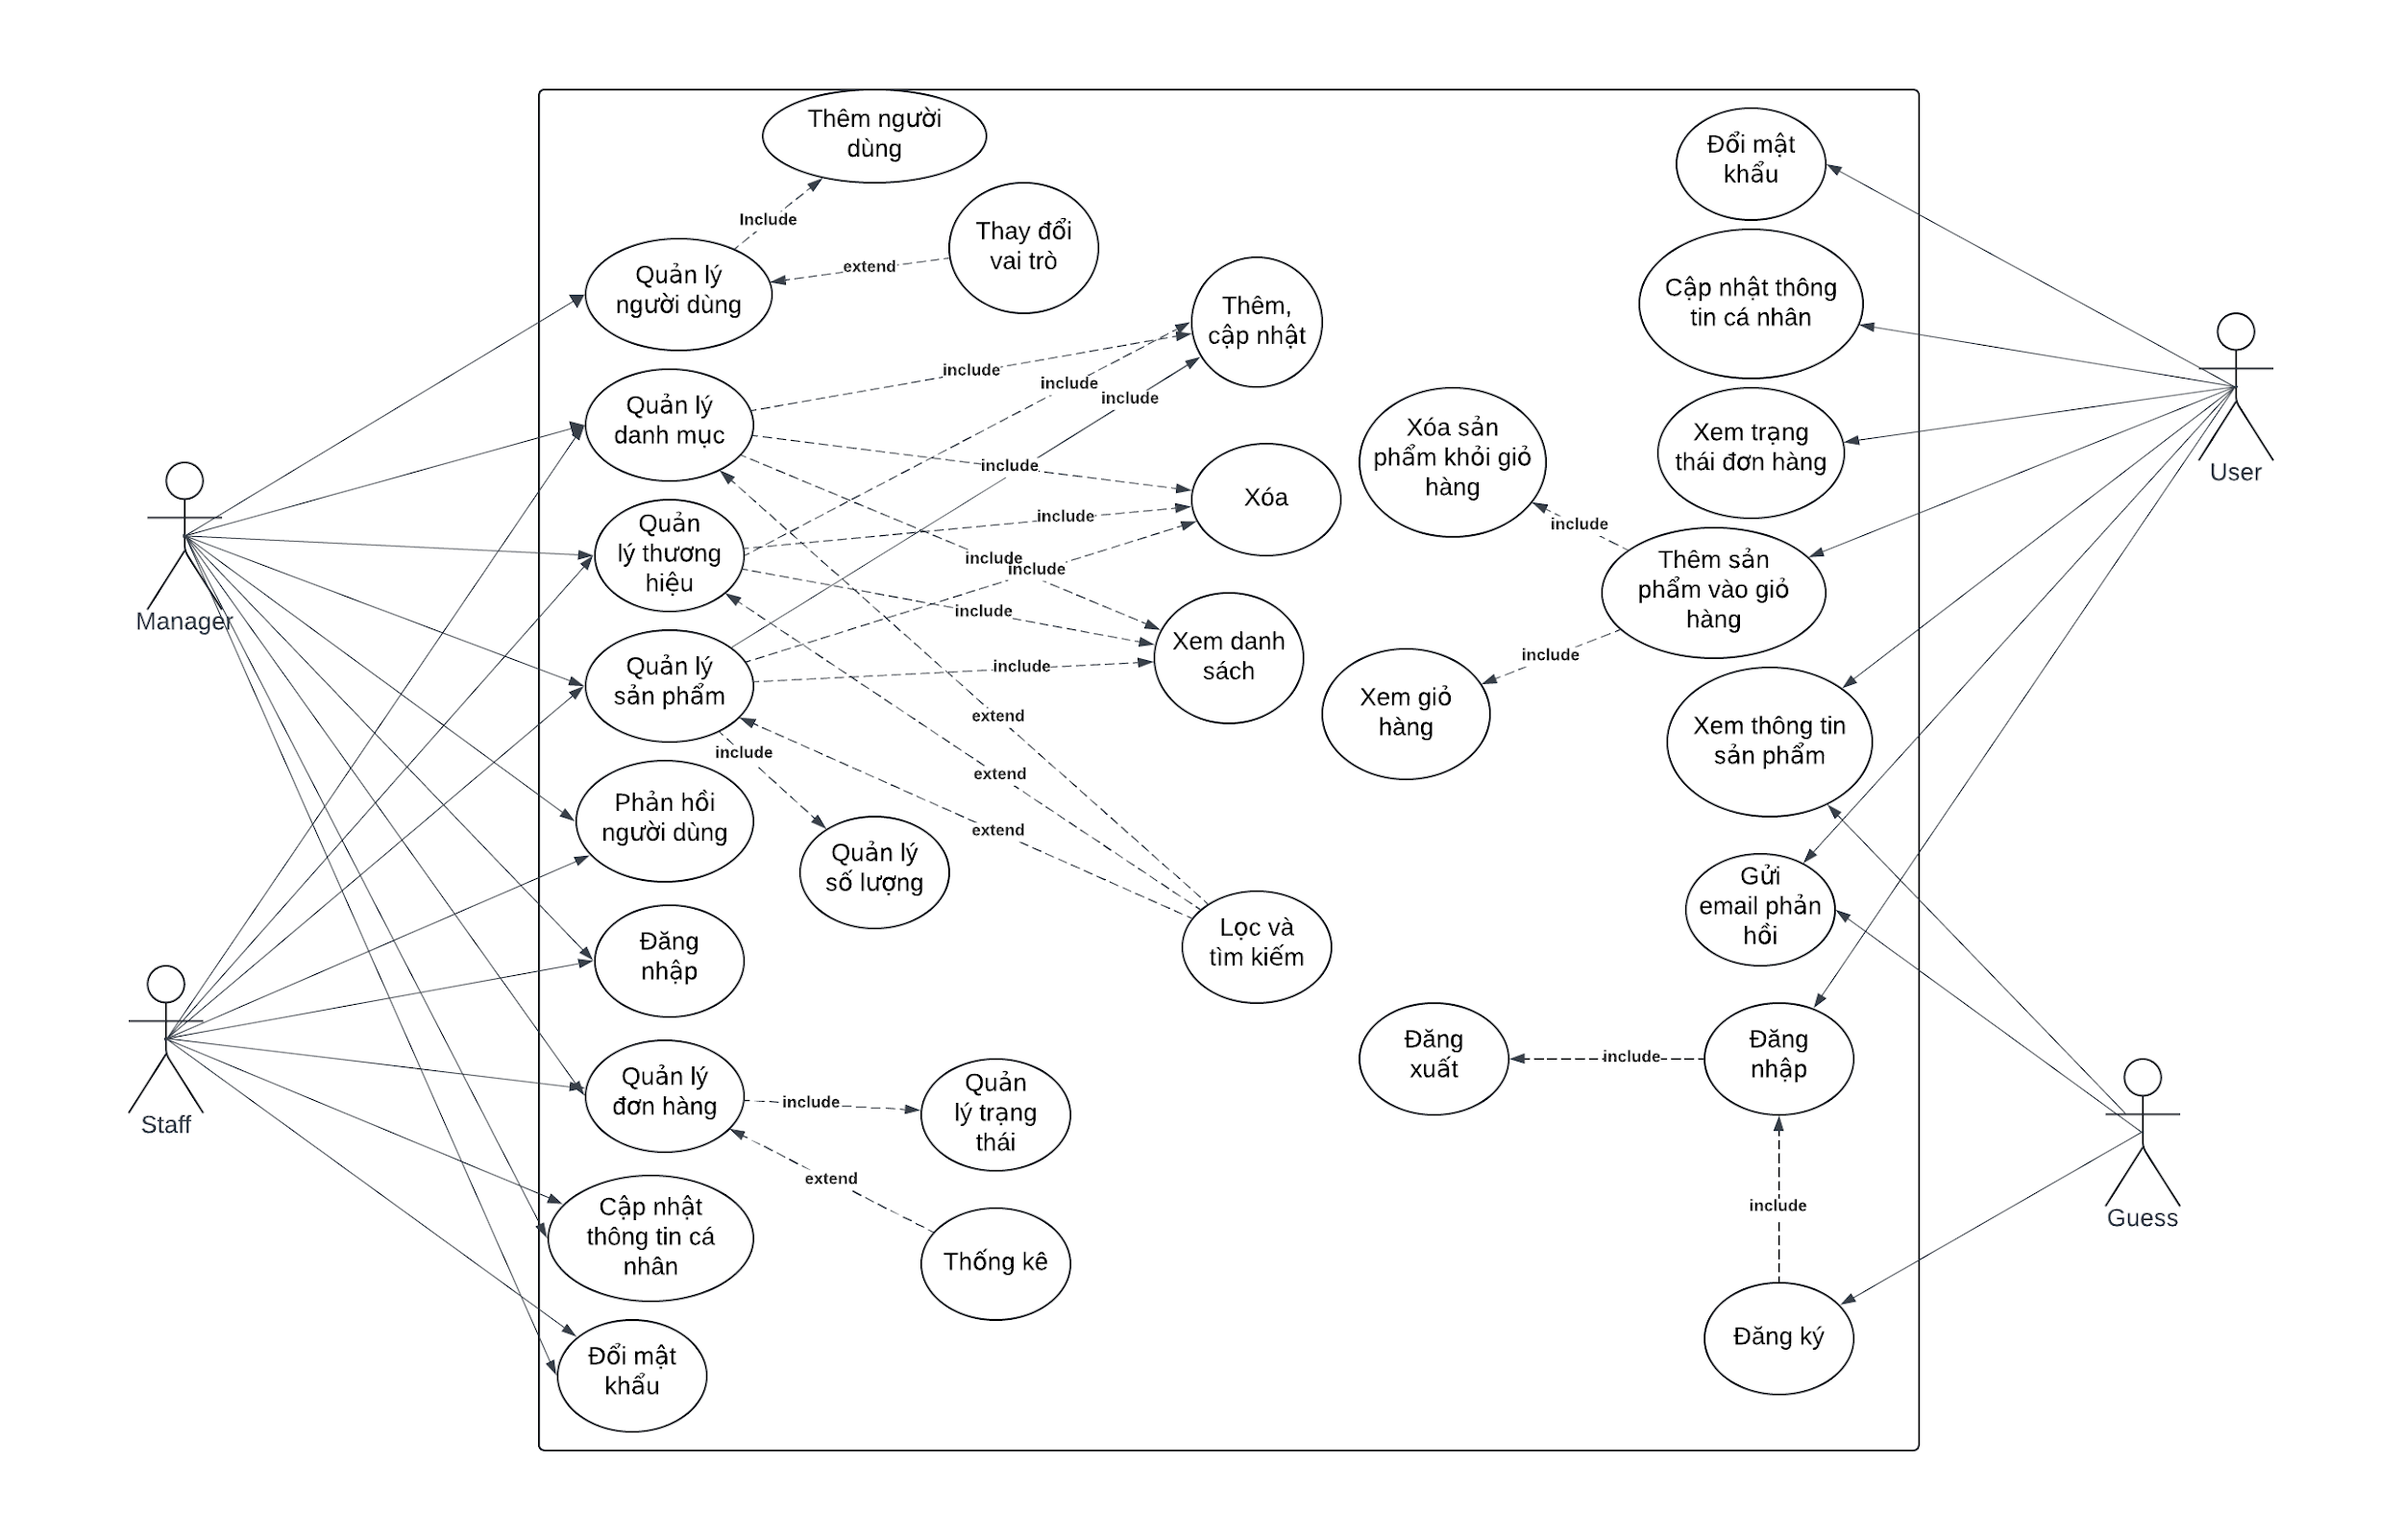 Thêm người
dùng
Include
Thay đổi
vai trò
extend
Quản lý
người dùng
Thêm,
cập nhật
include
include
include
Quản lý
danh mục
include
Xóa
include
Quản
lý thương
hiệu
include
include
include
Xem danh
sách
include
Quản lý
sản phẩm
extend
include
extend
extend
Phản hồi
người dùng
Quản lý
số lượng
Lọc và
tìm kiếm
Đăng
nhập
Quản lý
đơn hàng
include
Quản
lý trạng
thái
extend
Thống kê
Cập nhật
thông tin cá
nhân
Đổi mật
khẩu
Manager
Staff
Đổi mật
khẩu
Cập nhật thông
tin cá nhân
Xem trạng
thái đơn hàng
Xóa sản
phẩm khỏi giỏ
hàng
include
Thêm sản
phẩm vào giỏ
hàng
include
Xem giỏ
hàng
Xem thông tin
sản phẩm
Gửi
email phản
hồi
Đăng
xuất
include
Đăng
nhập
include
Đăng ký
User
Guess